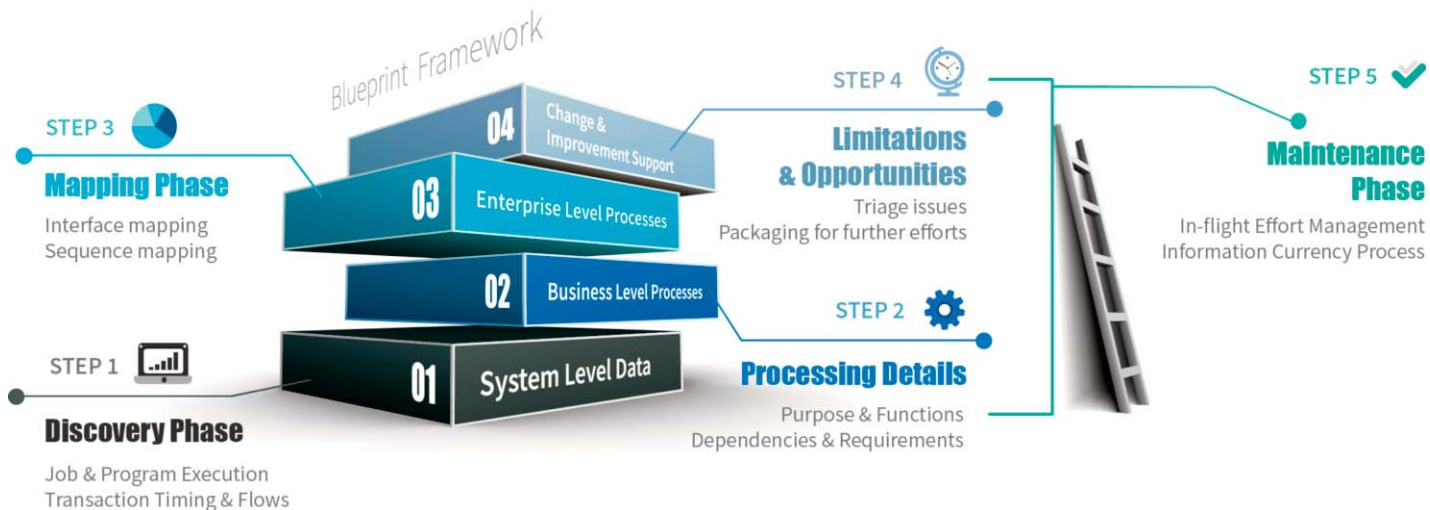 Blueprint Framework
STEP 3
Mapping Phase
Interface mapping
Sequence mapping
STEP 1
Discovery Phase
Job & Program Execution
Transaction Timing & Flows
04
Change &
Improvement Support
03
Enterprise Level Processes
02
Business Level Processes
01
System Level Data
STEP 4
Limitations
& Opportunities
Triage issues
Packaging for further efforts
STEP 2
Processing Details
Purpose & Functions
Dependencies & Requirements
STEP 5
Maintenance
Phase
In-flight Effort Management
Information Currency Process